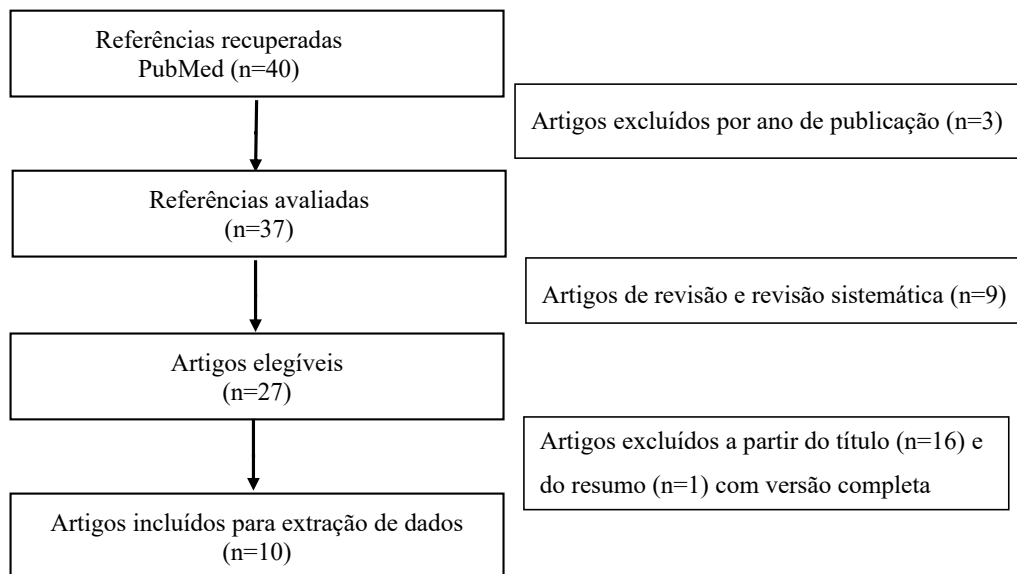 Referências recuperadas
PubMed (n=40)
Artigos excluídos por ano de publicação (n=3)
Referências avaliadas
(n=37)
Artigos de revisão e revisão sistemática (n=9)
Artigos elegíveis
(n=27)
Artigos excluídos a partir do título (n=16) e
do resumo (n=1) com versão completa
Artigos incluídos para extração de dados
(n=10)